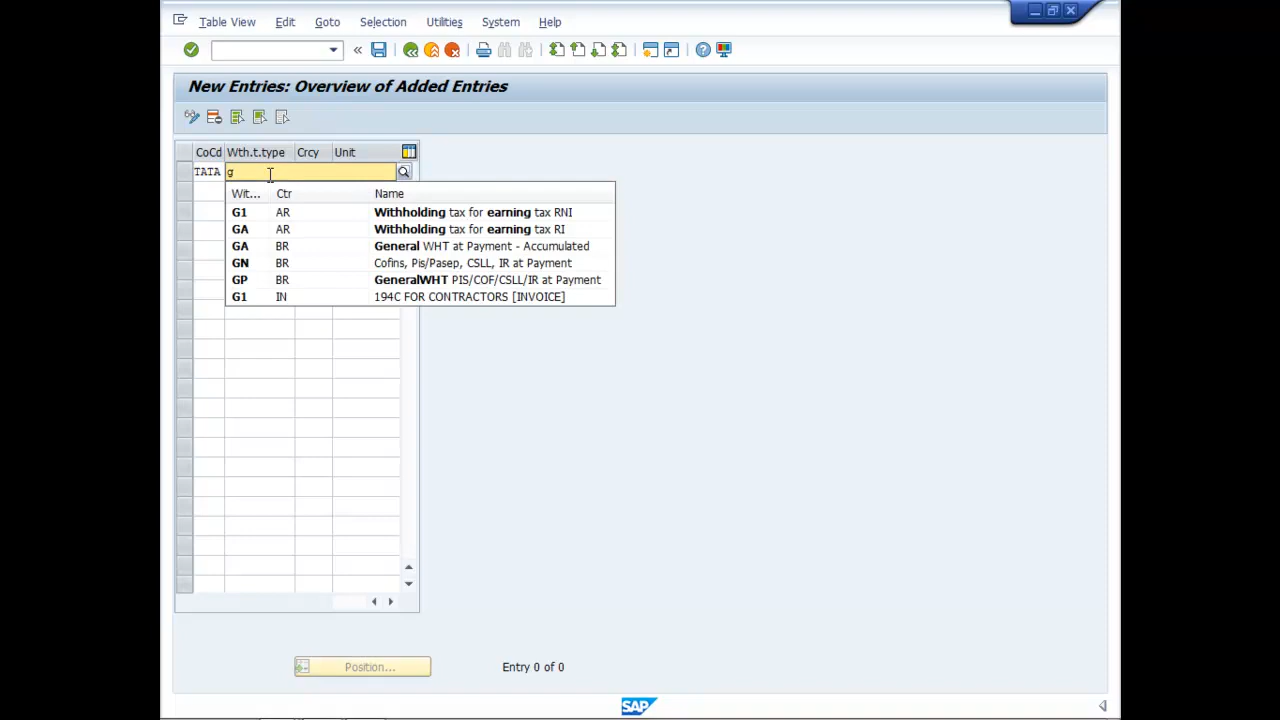 Table View Edit Goto Selection Utilities System Help
New Entries: Overview of Added Entries
CoCd Wth.t.type Crcy Unit
TATA g
Wit... Ctr Name
G1 AR Withholding tax for earning tax RNI
GA AR Withholding tax for earning tax RI
GA BR General WHT at Payment - Accumulated
GN BR Cofins, Pis/Pasep, CSLL, IR at Payment
GP BR GeneralWHT PIS/COF/CSLL/IR at Payment
G1 IN 194C FOR CONTRACTORS [INVOICE]
Position... Entry 0 of 0
SAP